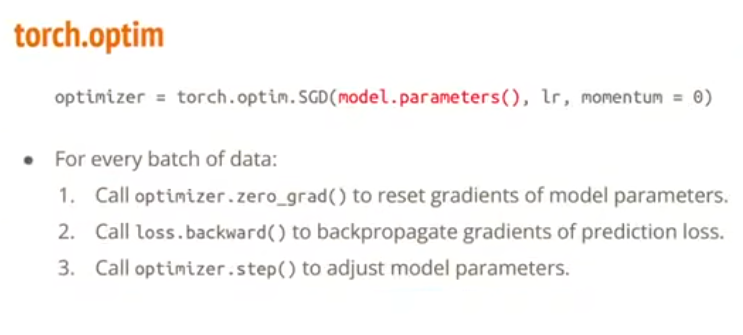 torch.optim
optimizer = torch.optim.SGD(model.parameters(), lr, momentum = 0)
● For every batch of data:
1. Call optimizer.zero_grad() to reset gradients of model parameters.
2. Call loss.backward() to backpropagate gradients of prediction loss.
3. Call optimizer.step() to adjust model parameters.